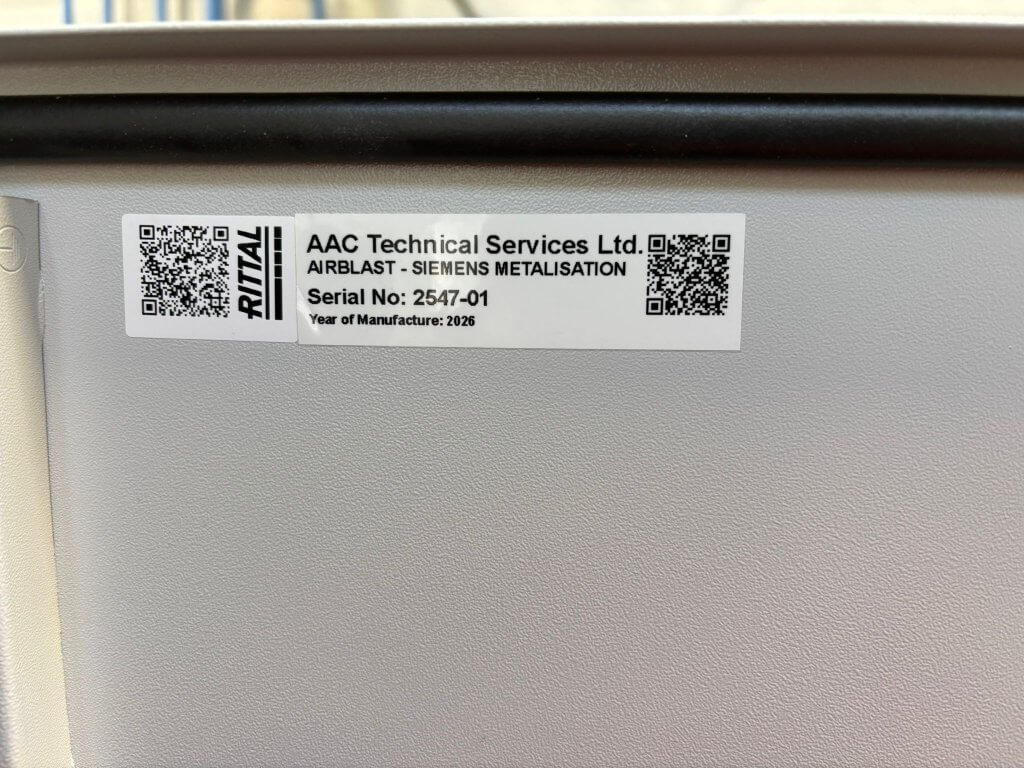 RITTAL
AAC Technical Services Ltd.
AIRBLAST - SIEMENS METALISATION
Serial No: 2547-01
Year of Manufacture: 2026